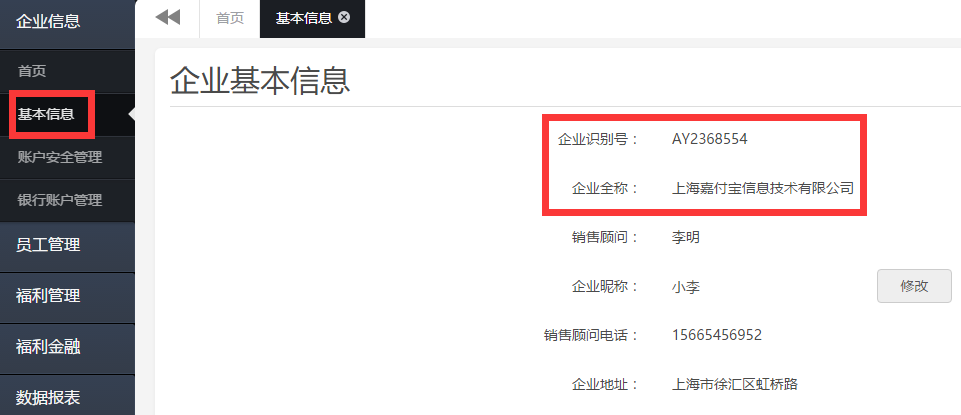 企业信息
首页
基本信息
账户安全管理
银行账户管理
员工管理
福利管理
福利金融
数据报表
首页
基本信息
企业基本信息
企业识别号： AY2368554
企业全称： 上海嘉付宝信息技术有限公司
销售顾问： 李明
企业昵称： 小李 修改
销售顾问电话： 15665456952
企业地址： 上海市徐汇区虹桥路